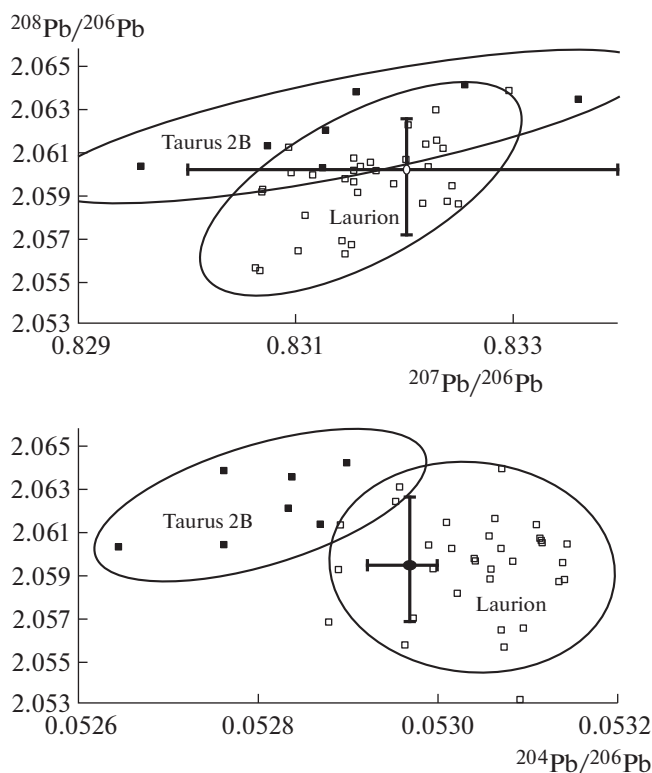 ²⁰⁸Pb/²⁰⁶Pb
2.065
2.063
Taurus 2B
2.061
2.059
Laurion
2.057
2.055
2.053
0.829 0.831 0.833
²⁰⁷Pb/²⁰⁶Pb
2.065
2.063
Taurus 2B
2.061
2.059
Laurion
2.057
2.055
2.053
0.0526 0.0528 0.0530 0.0532
²⁰⁴Pb/²⁰⁶Pb